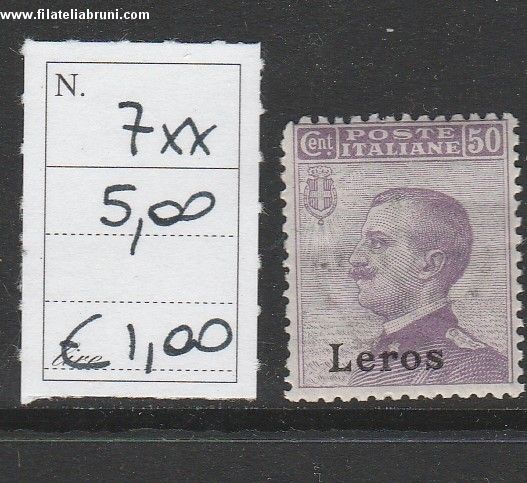 www.filateliabruni.com
N.
7xx
5,00
€ 1,00
Cent POSTE ITALIANE 50
Leros